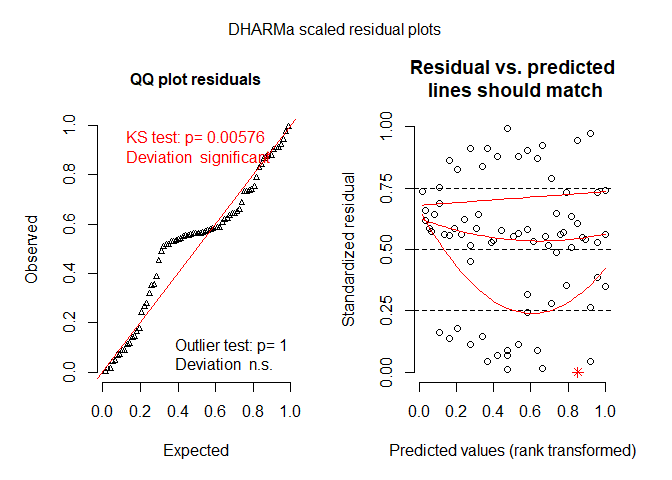 DHARMa scaled residual plots
QQ plot residuals
KS test: p= 0.00576
Deviation significant
Outlier test: p= 1
Deviation n.s.
Observed
0.0 0.2 0.4 0.6 0.8 1.0
0.0 0.2 0.4 0.6 0.8 1.0
Expected
Residual vs. predicted
lines should match
Standardized residual
0.00 0.25 0.50 0.75 1.00
0.0 0.2 0.4 0.6 0.8 1.0
Predicted values (rank transformed)